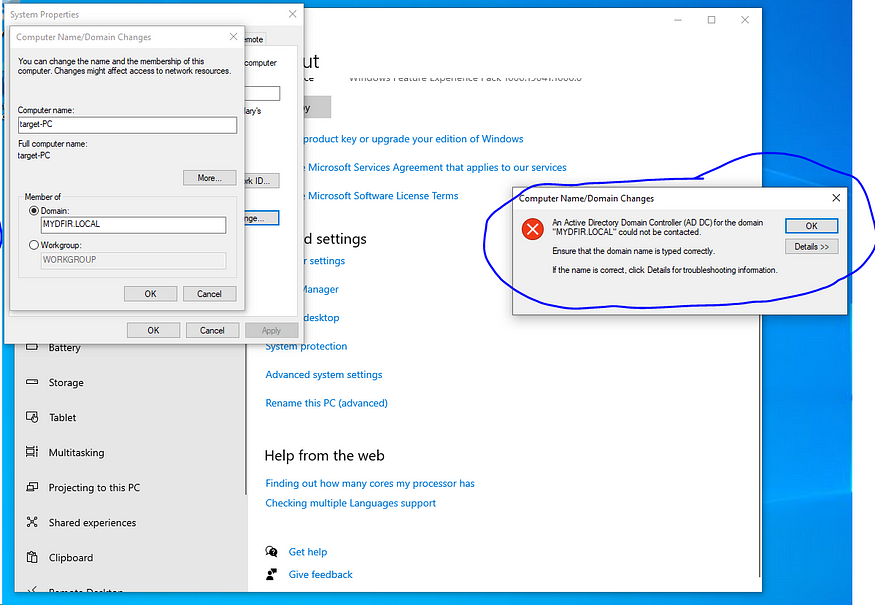 System Properties
Computer Name/Domain Changes
You can change the name and the membership of this
computer. Changes might affect access to network resources.
Computer name:
target-PC
Full computer name:
target-PC
More...
Member of
Domain:
MYDFIR.LOCAL
Workgroup:
WORKGROUP
OK
Cancel
OK
Cancel
Apply
emote
computer
ary's
rk ID...
nge...
ut
ce
Windows Feature Experience Pack
y
product key or upgrade your edition of Windows
Microsoft Services Agreement that applies to our services
Microsoft Software License Terms
d settings
r settings
Manager
desktop
System protection
Advanced system settings
Rename this PC (advanced)
Help from the web
Finding out how many cores my processor has
Checking multiple Languages support
Get help
Give feedback
Battery
Storage
Tablet
Multitasking
Projecting to this PC
Shared experiences
Clipboard
Remote Desktop
Computer Name/Domain Changes
An Active Directory Domain Controller (AD DC) for the domain
"MYDFIR.LOCAL" could not be contacted.
Ensure that the domain name is typed correctly.
If the name is correct, click Details for troubleshooting information.
OK
Details >>